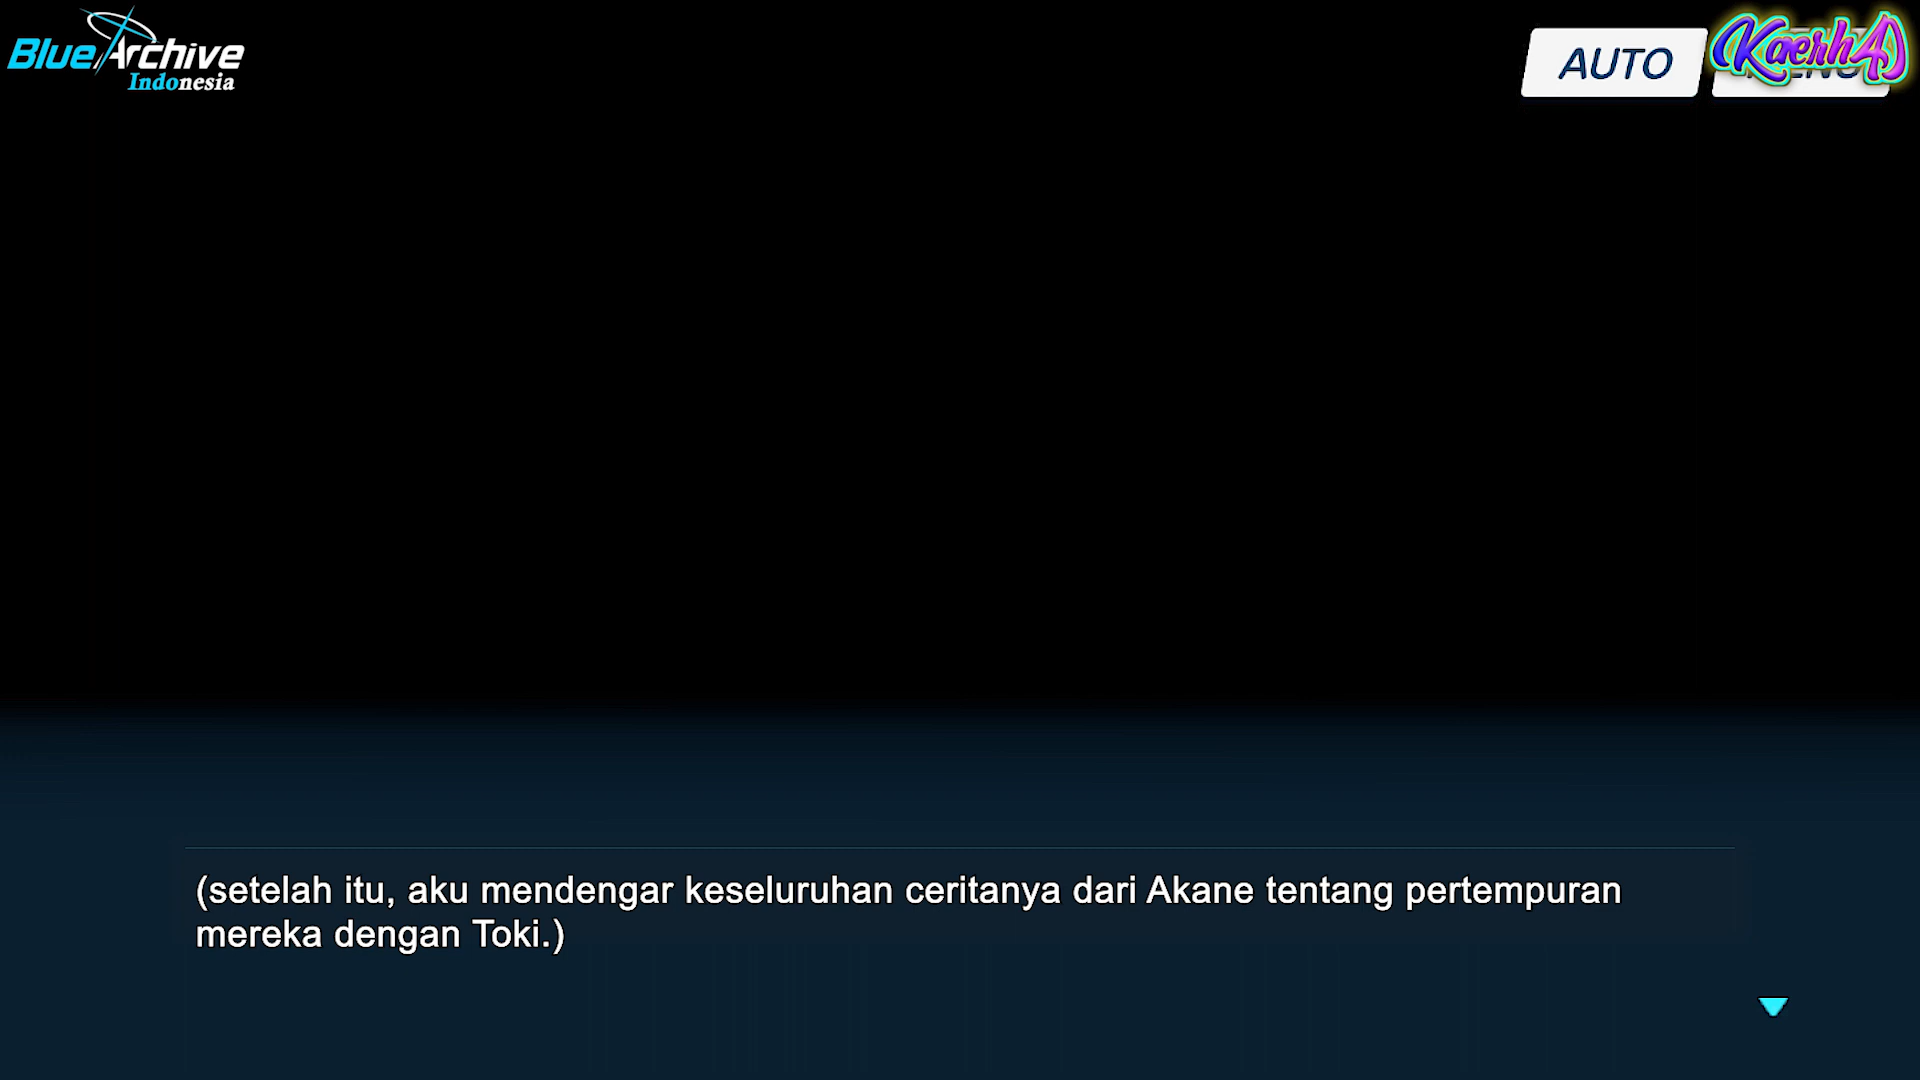 Blue Archive
Indonesia
AUTO
Kaerh4
(setelah itu, aku mendengar keseluruhan ceritanya dari Akane tentang pertempuran
mereka dengan Toki.)